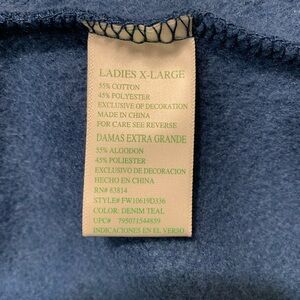 LADIES X-LARGE
55% COTTON
45% POLYESTER
EXCLUSIVE OF DECORATION
MADE IN CHINA
FOR CARE SEE REVERSE
DAMAS EXTRA GRANDE
55% ALGODON
45% POLIESTER
EXCLUSIVO DE DECORACION
HECHO EN CHINA
RN# 63814
STYLE# FW10619D336
COLOR: DENIM TEAL
UPC# 795071544859
INDICACIONES EN EL VERSO